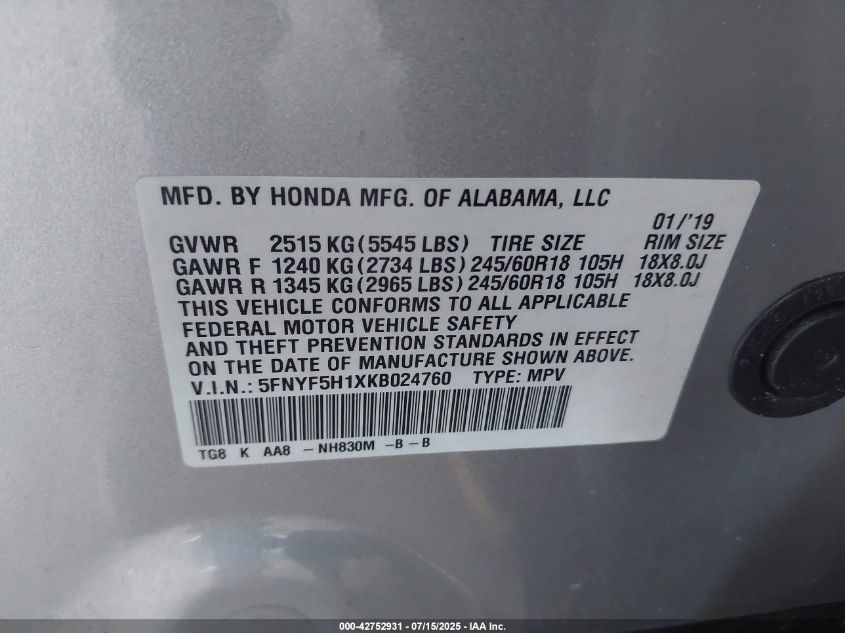 MFD. BY HONDA MFG. OF ALABAMA, LLC
01/'19
GVWR 2515 KG (5545 LBS) TIRE SIZE RIM SIZE
GAWR F 1240 KG (2734 LBS) 245/60R18 105H 18X8.0J
GAWR R 1345 KG (2965 LBS) 245/60R18 105H 18X8.0J
THIS VEHICLE CONFORMS TO ALL APPLICABLE
FEDERAL MOTOR VEHICLE SAFETY
AND THEFT PREVENTION STANDARDS IN EFFECT
ON THE DATE OF MANUFACTURE SHOWN ABOVE.
V.I.N.: 5FNYF5H1XKB024760 TYPE: MPV
TG8 K AA8 - NH830M -B - B
000-42752931 - 07/15/2025 - IAA Inc.